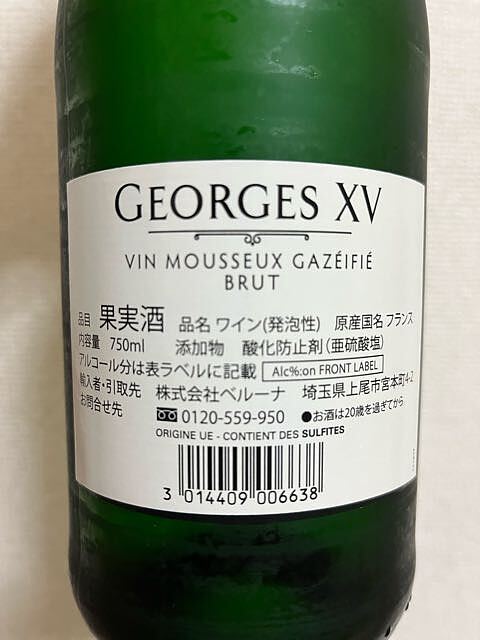 GEORGES XV
VIN MOUSSEUX GAZÉIFIÉ
BRUT
品目 果実酒 品名 ワイン(発泡性) 原産国名 フランス
内容量 750ml 添加物 酸化防止剤(亜硫酸塩)
アルコール分は表ラベルに記載 Alc%:on FRONT LABEL
輸入者・引取先 株式会社ベルーナ 埼玉県上尾市宮本町4-2
お問合せ先 0120-559-950 ●お酒は20歳を過ぎてから
ORIGINE UE - CONTIENT DES SULFITES
3 014409 006638